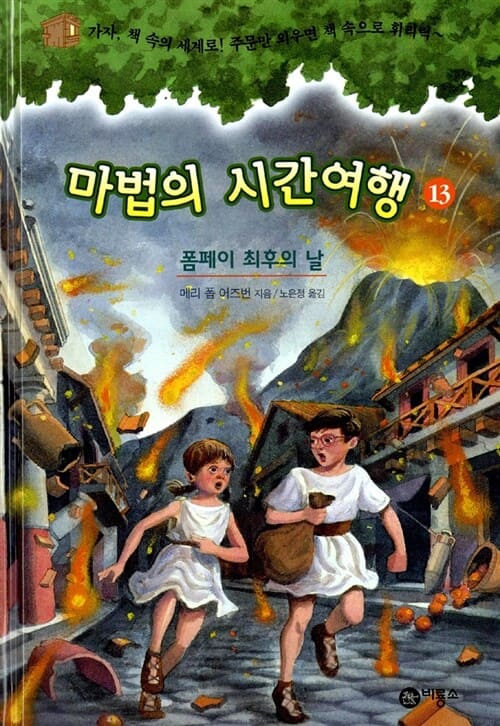 가자, 책 속의 세계로! 주문만 외우면 책 속으로 휘리릭~
마법의 시간여행 13
폼페이 최후의 날
메리 폽 어즈번 지음/노은정 옮김
비룡소